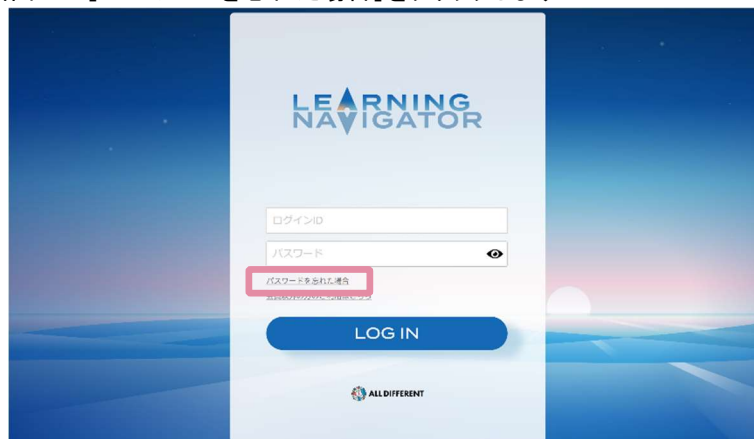 LEARNING
NAVIGATOR
ログインID
パスワード
パスワードを忘れた場合
LOG IN
ALL DIFFERENT